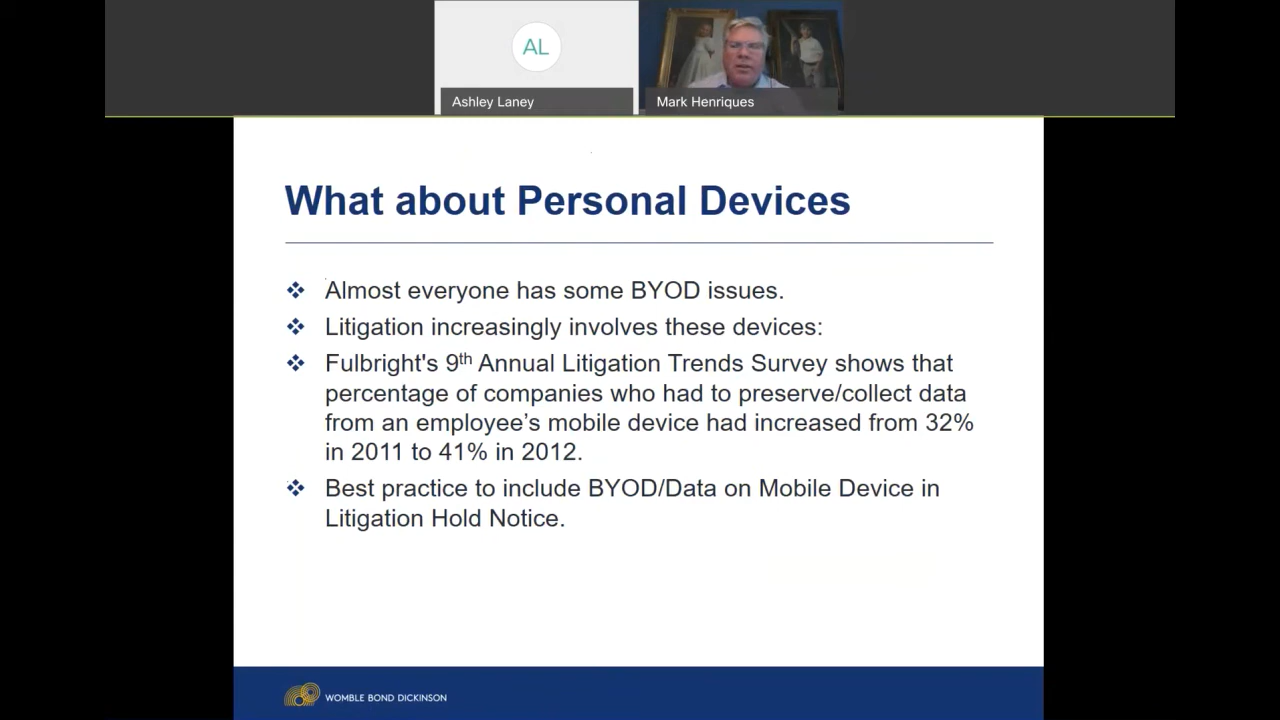 AL
Ashley Laney
Mark Henriques
What about Personal Devices
❖ Almost everyone has some BYOD issues.
❖ Litigation increasingly involves these devices:
❖ Fulbright's 9th Annual Litigation Trends Survey shows that
percentage of companies who had to preserve/collect data
from an employee’s mobile device had increased from 32%
in 2011 to 41% in 2012.
❖ Best practice to include BYOD/Data on Mobile Device in
Litigation Hold Notice.
WOMBLE BOND DICKINSON